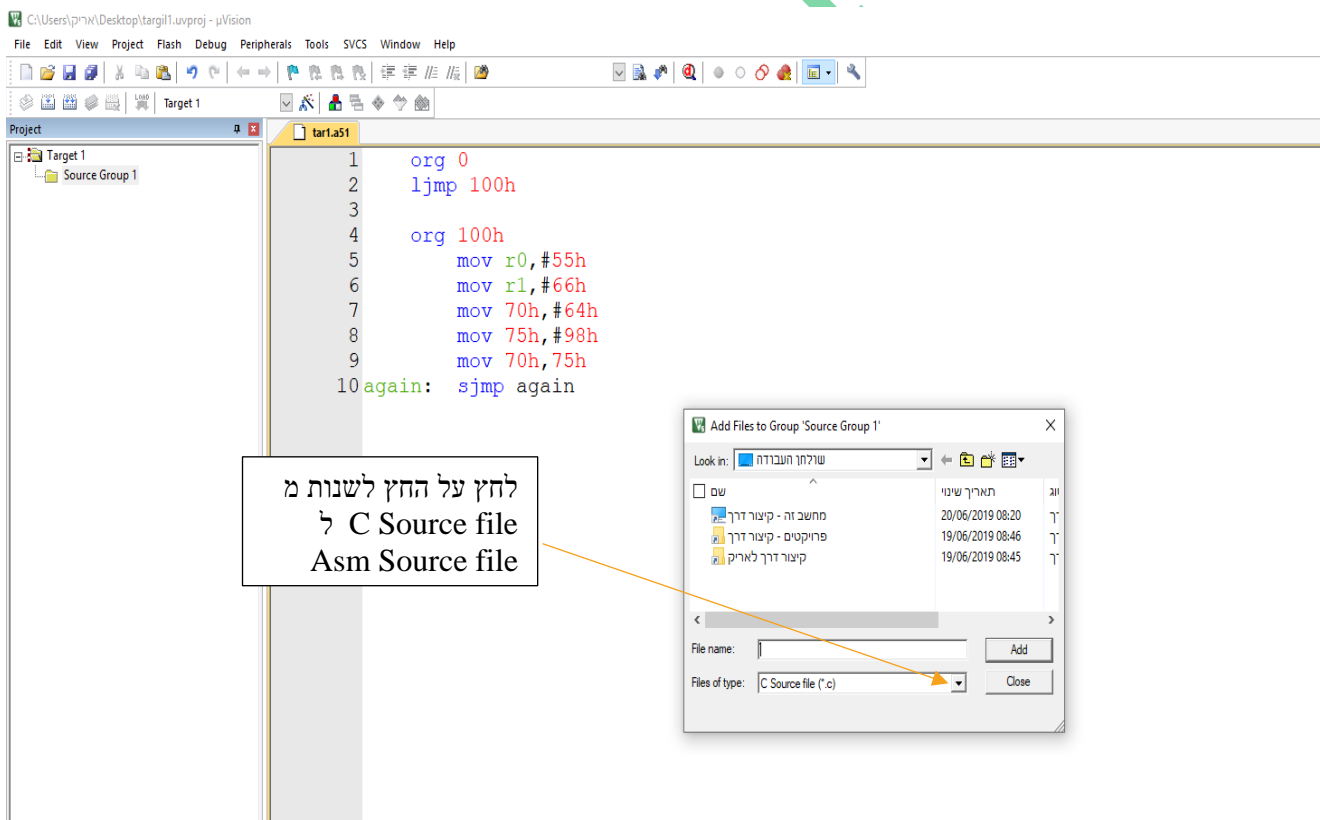 C:\Users\אריק\Desktop\targil1.uvproj - µVision
File Edit View Project Flash Debug Peripherals Tools SVCS Window Help
LOAD Target 1
Project
tar1.a51
Target 1
Source Group 1
1 org 0
2 ljmp 100h
3
4 org 100h
5 mov r0,#55h
6 mov r1,#66h
7 mov 70h,#64h
8 mov 75h,#98h
9 mov 70h,75h
10 again: sjmp again
לחץ על החץ לשנות מ
C Source file ל
Asm Source file
Add Files to Group 'Source Group 1'
Look in: שולחן העבודה
שם תאריך שינוי
מחשב זה - קיצור דרך 20/06/2019 08:20
פרויקטים - קיצור דרך 19/06/2019 08:46
קיצור דרך לאריק 19/06/2019 08:45
File name: Add
Files of type: C Source file (*.c) Close